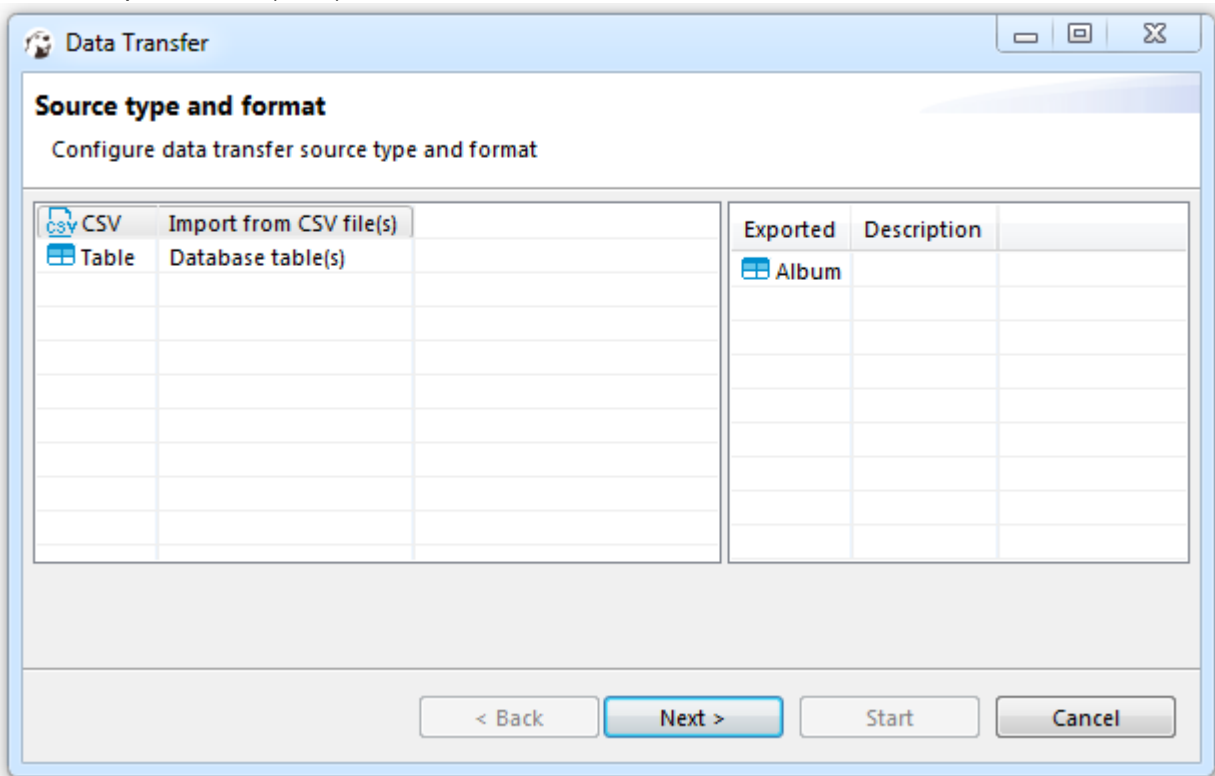 Data Transfer
Source type and format
Configure data transfer source type and format
CSV Import from CSV file(s)
Table Database table(s)
Exported Description
Album
< Back Next > Start Cancel